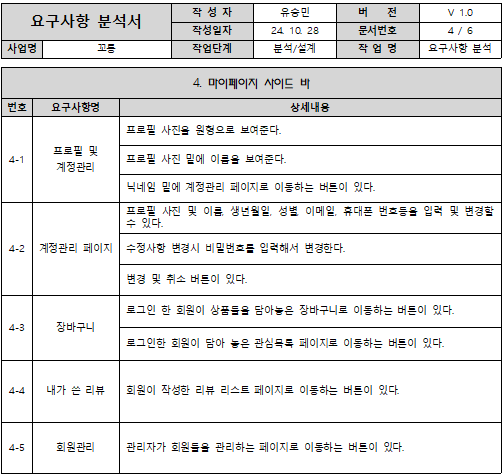 요구사항 분석서
작 성 자 유승민 버 전 V 1.0
작성일자 24. 10. 28 문서번호 4 / 6
사업명 꼬룸 작업단계 분석/설계 작 업 명 요구사항 분석
4. 마이페이지 사이드 바
번호 요구사항명 상세내용
4-1 프로필 및 계정관리
프로필 사진을 원형으로 보여준다.
프로필 사진 밑에 이름을 보여준다.
닉네임 밑에 계정관리 페이지로 이동하는 버튼이 있다.
4-2 계정관리 페이지
프로필 사진 및 이름, 생년월일, 성별, 이메일, 휴대폰 번호등을 입력 및 변경할
수 있다.
수정사항 변경시 비밀번호를 입력해서 변경한다.
변경 및 취소 버튼이 있다.
4-3 장바구니
로그인 한 회원이 상품들을 담아놓은 장바구니로 이동하는 버튼이 있다.
로그인한 회원이 담아 놓은 관심목록 페이지로 이동하는 버튼이 있다.
4-4 내가 쓴 리뷰 회원이 작성한 리뷰 리스트 페이지로 이동하는 버튼이 있다.
4-5 회원관리 관리자가 회원들을 관리하는 페이지로 이동하는 버튼이 있다.